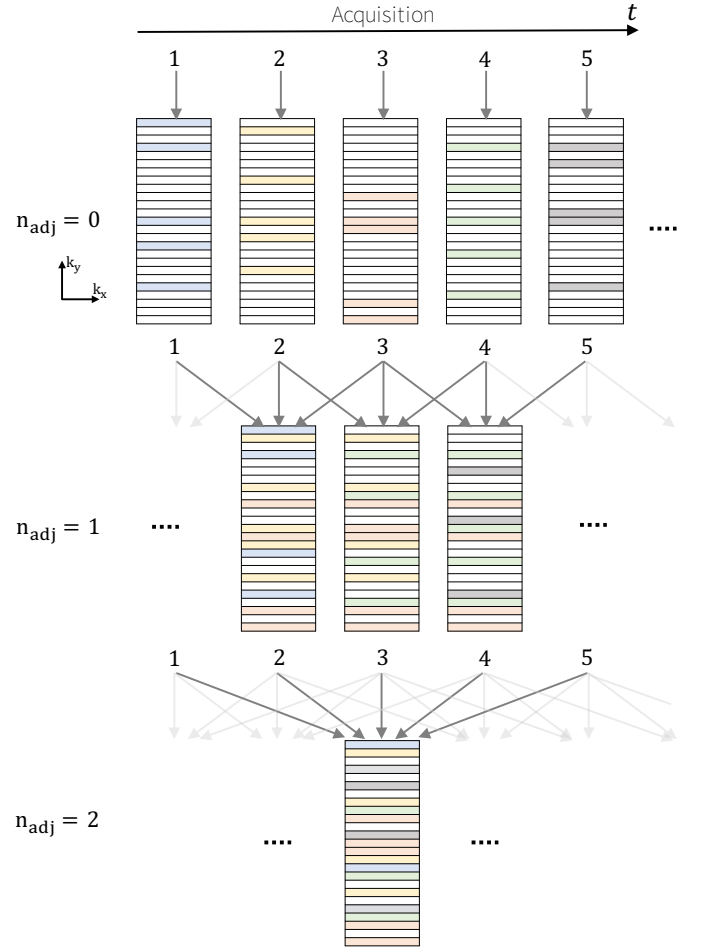 Acquisition t
1 2 3 4 5
n_adj = 0 ....
k_y
k_x
1 2 3 4 5
n_adj = 1 .... ....
1 2 3 4 5
n_adj = 2 .... ....